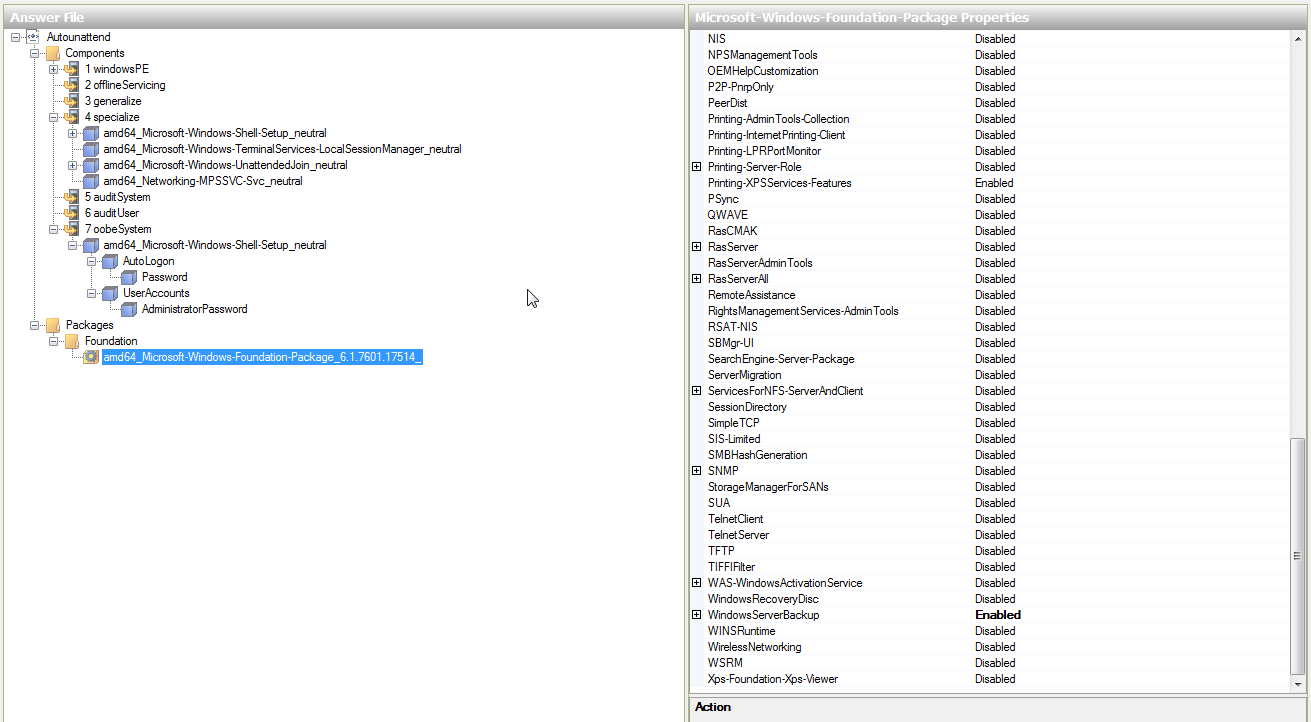 Answer File
Autounattend
Components
1 windowsPE
2 offlineServicing
3 generalize
4 specialize
amd64_Microsoft-Windows-Shell-Setup_neutral
amd64_Microsoft-Windows-TerminalServices-LocalSessionManager_neutral
amd64_Microsoft-Windows-UnattendedJoin_neutral
amd64_Networking-MPSSVC-Svc_neutral
5 auditSystem
6 auditUser
7 oobeSystem
amd64_Microsoft-Windows-Shell-Setup_neutral
AutoLogon
Password
UserAccounts
AdministratorPassword
Packages
Foundation
amd64_Microsoft-Windows-Foundation-Package_6.1.7601.17514_
Microsoft-Windows-Foundation-Package Properties
NIS Disabled
NPSManagementTools Disabled
OEMHelpCustomization Disabled
P2P-PnrpOnly Disabled
PeerDist Disabled
Printing-AdminTools-Collection Disabled
Printing-InternetPrinting-Client Disabled
Printing-LPRPortMonitor Disabled
Printing-Server-Role Disabled
Printing-XPSServices-Features Enabled
PSync Disabled
QWAVE Disabled
RasCMAK Disabled
RasServer Disabled
RasServerAdminTools Disabled
RasServerAll Disabled
RemoteAssistance Disabled
RightsManagementServices-AdminTools Disabled
RSAT-NIS Disabled
SBMgr-UI Disabled
SearchEngine-Server-Package Disabled
ServerMigration Disabled
ServicesForNFS-ServerAndClient Disabled
SessionDirectory Disabled
SimpleTCP Disabled
SIS-Limited Disabled
SMBHashGeneration Disabled
SNMP Disabled
StorageManagerForSANs Disabled
SUA Disabled
TelnetClient Disabled
TelnetServer Disabled
TFTP Disabled
TIFFIFilter Disabled
WAS-WindowsActivationService Disabled
WindowsRecoveryDisc Disabled
WindowsServerBackup Enabled
WINSRuntime Disabled
WirelessNetworking Disabled
WSRM Disabled
Xps-Foundation-Xps-Viewer Disabled
Action